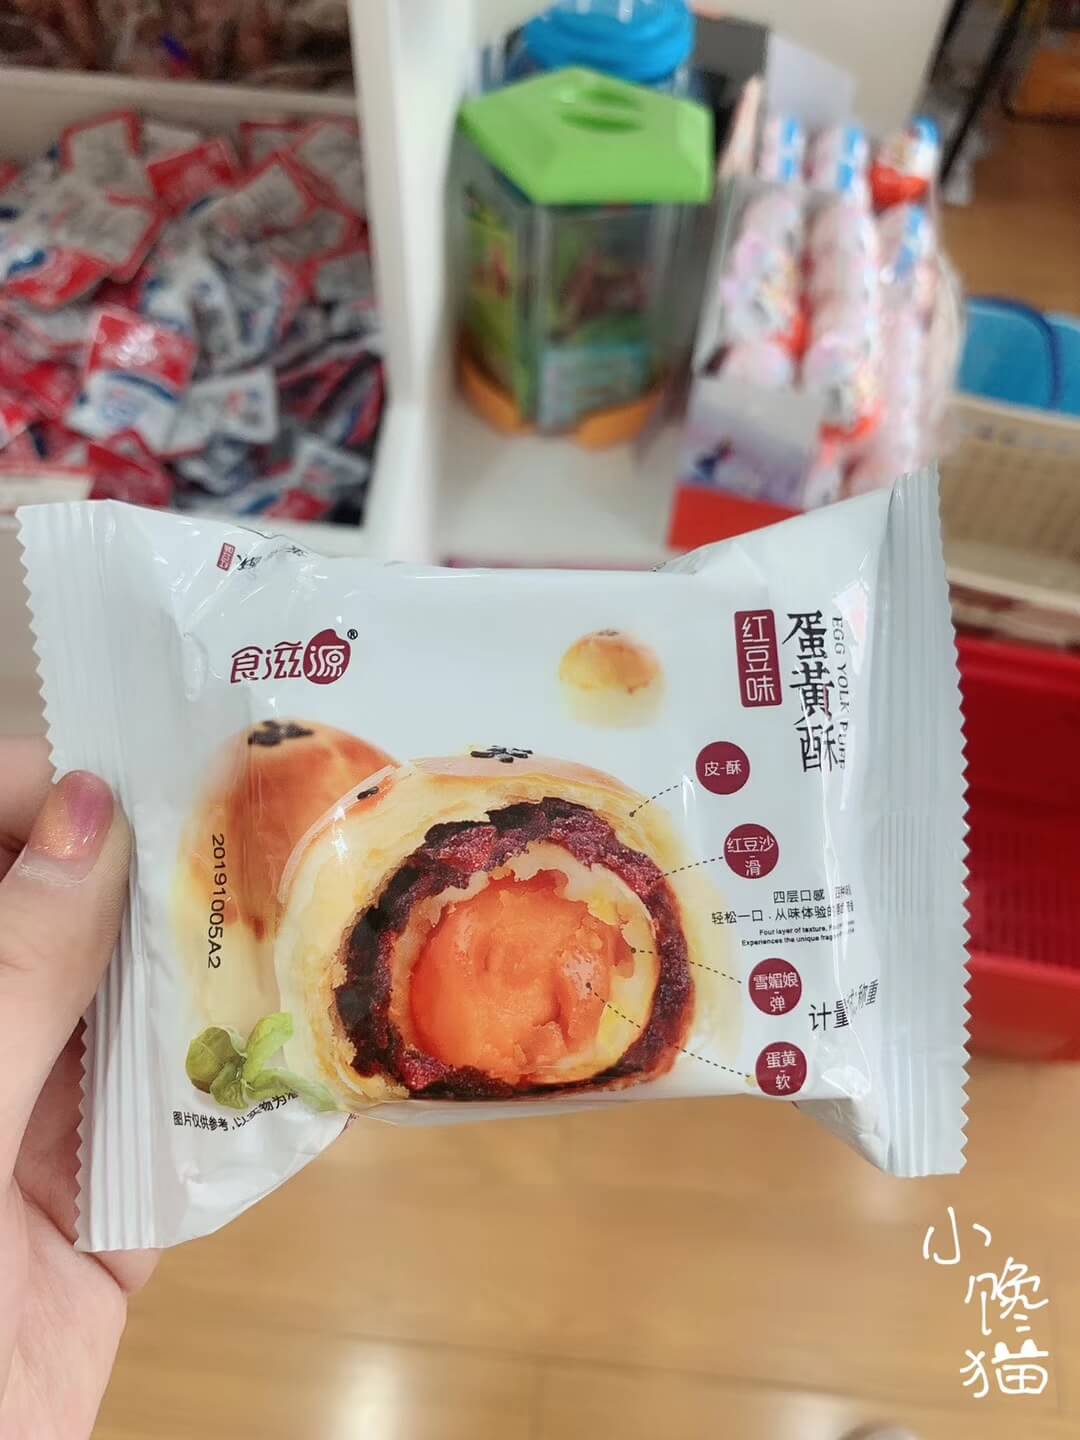 食滋源®
红豆味
蛋黄酥
EGG YOLK PUFF
皮-酥
红豆沙
-
滑
四层口感
轻松一口，从味体验的
Four layer of texture,
Experiences the unique
雪媚娘
-
弹
计量
称重
蛋黄
-
软
20191005A2
图片仅供参考，以实物为准
小
馋
猫